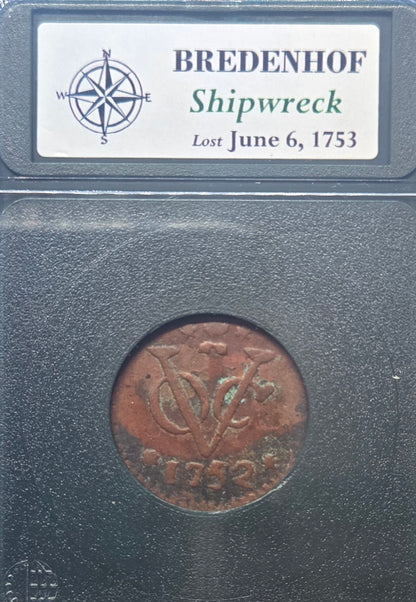 N
W E
S
BREDENHOF
Shipwreck
Lost June 6, 1753
VOC
*1752*